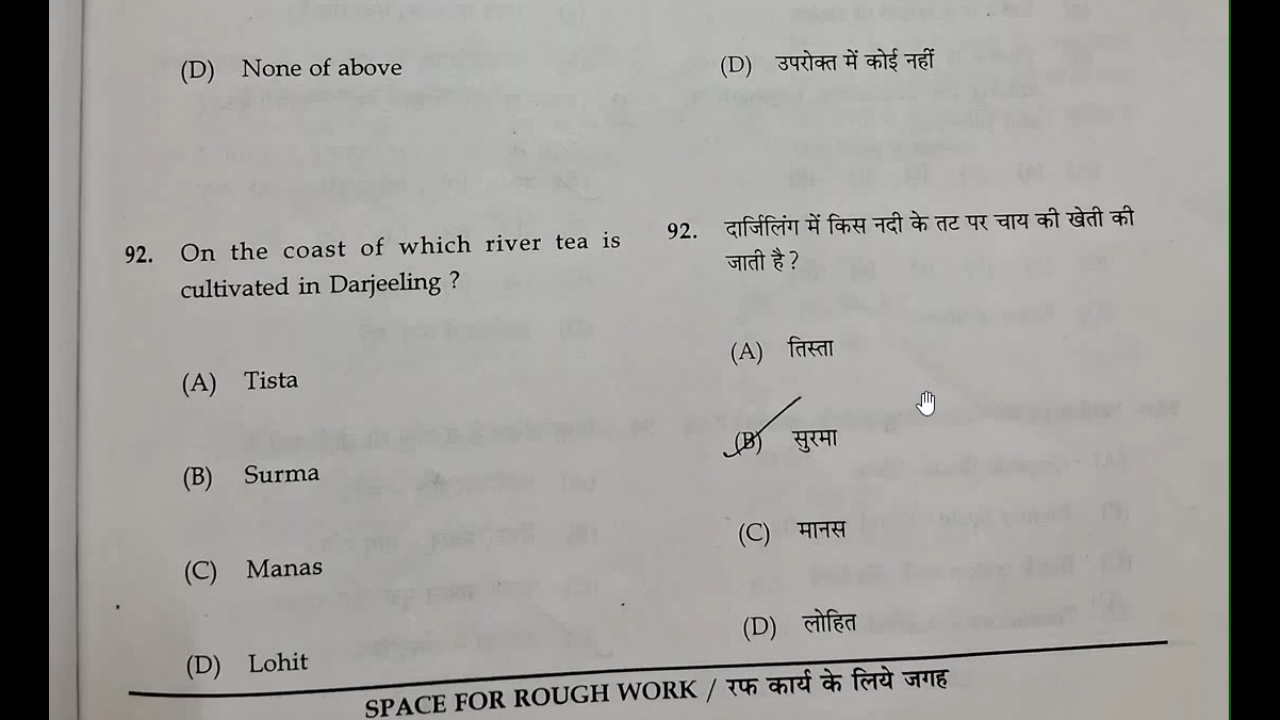 (D) None of above
92. On the coast of which river tea is
cultivated in Darjeeling ?
(A) Tista
(B) Surma
(C) Manas
(D) Lohit
(D) उपरोक्त में कोई नहीं
92. दार्जिलिंग में किस नदी के तट पर चाय की खेती की
जाती है ?
(A) तिस्ता
(B) सुरमा
(C) मानस
(D) लोहित
SPACE FOR ROUGH WORK / रफ कार्य के लिये जगह